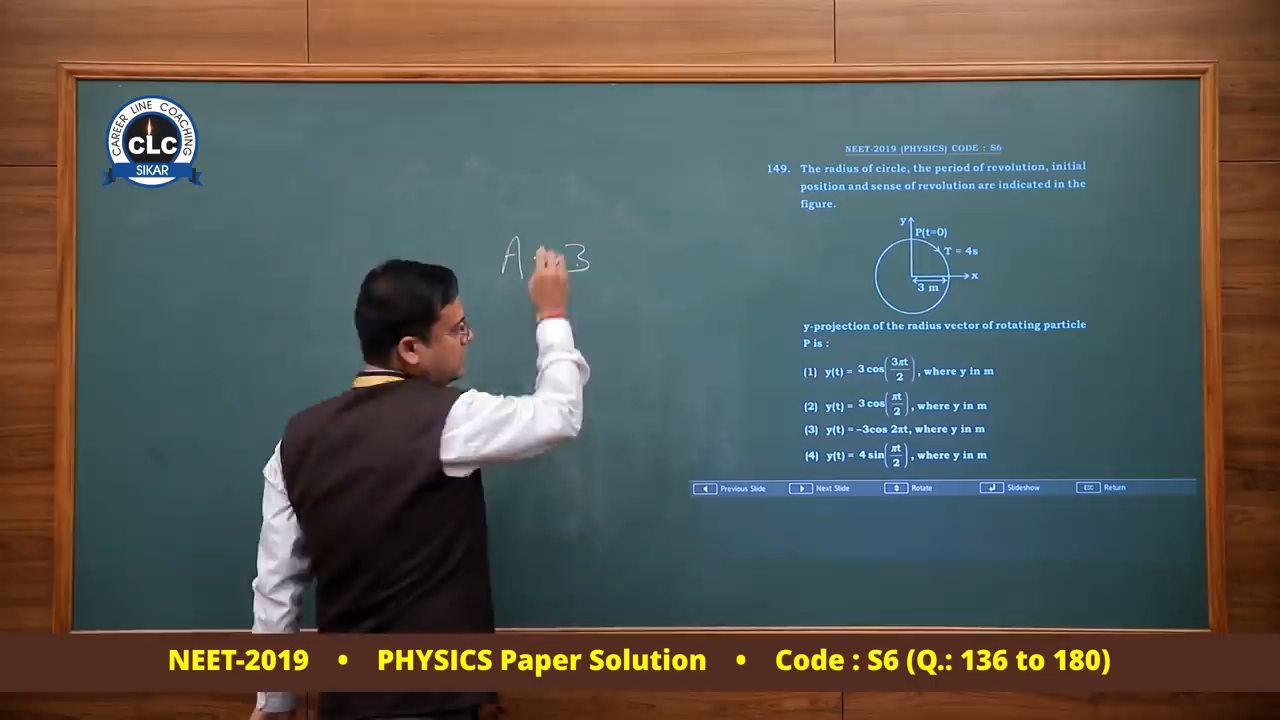 CAREER LINE COACHING
CLC
SIKAR
NEET-2019 (PHYSICS) CODE : S6
149. The radius of circle, the period of revolution, initial
position and sense of revolution are indicated in the
figure.
y
P(t=0)
T = 4s
x
3 m
y-projection of the radius vector of rotating particle
P is :
(1) y(t) = 3 cos(3πt/2), where y in m
(2) y(t) = 3 cos(πt/2), where y in m
(3) y(t) = –3cos 2πt, where y in m
(4) y(t) = 4 sin(πt/2), where y in m
Previous Slide Next Slide Rotate Slideshow ESC Return
A 3
NEET-2019 • PHYSICS Paper Solution • Code : S6 (Q.: 136 to 180)